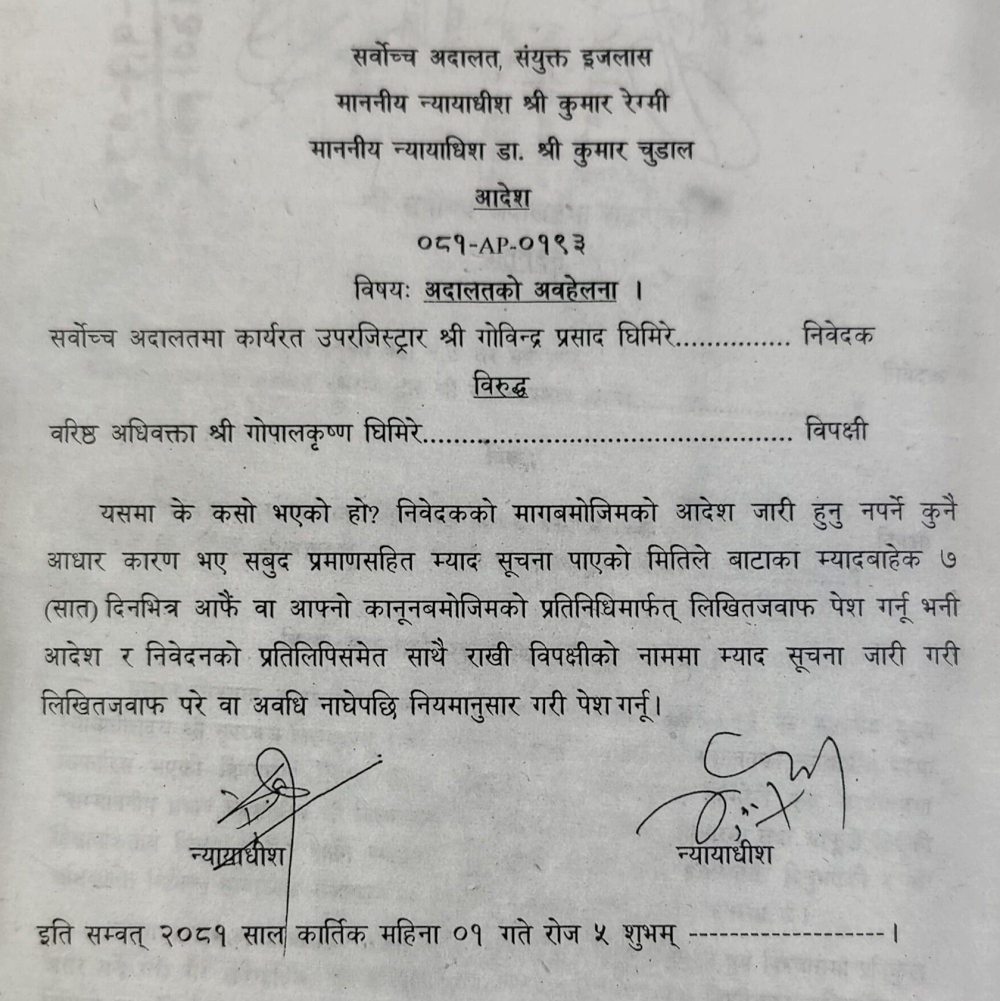 सर्वोच्च अदालत, संयुक्त इजलास
माननीय न्यायाधीश श्री कुमार रेग्मी
माननीय न्यायाधिश डा. श्री कुमार चुडाल
आदेश
०८१-AP-०१९३
विषयः अदालतको अवहेलना ।
सर्वोच्च अदालतमा कार्यरत उपरजिस्ट्रार श्री गोविन्द्र प्रसाद घिमिरे............... निवेदक
विरुद्ध
वरिष्ठ अधिवक्ता श्री गोपालकृष्ण घिमिरे................................................ विपक्षी
यसमा के कसो भएको हो? निवेदकको मागबमोजिमको आदेश जारी हुनु नपर्ने कुनै
आधार कारण भए सबुद प्रमाणसहित म्याद सूचना पाएको मितिले बाटाका म्यादबाहेक ७
(सात) दिनभित्र आफैं वा आफ्नो कानूनबमोजिमको प्रतिनिधिमार्फत् लिखितजवाफ पेश गर्नू भनी
आदेश र निवेदनको प्रतिलिपिसमेत साथै राखी विपक्षीको नाममा म्याद सूचना जारी गरी
लिखितजवाफ परे वा अवधि नाघेपछि नियमानुसार गरी पेश गर्नू।
न्यायाधीश न्यायाधीश
इति सम्वत् २०८१ साल कार्तिक महिना ०१ गते रोज ५ शुभम् -------------------।